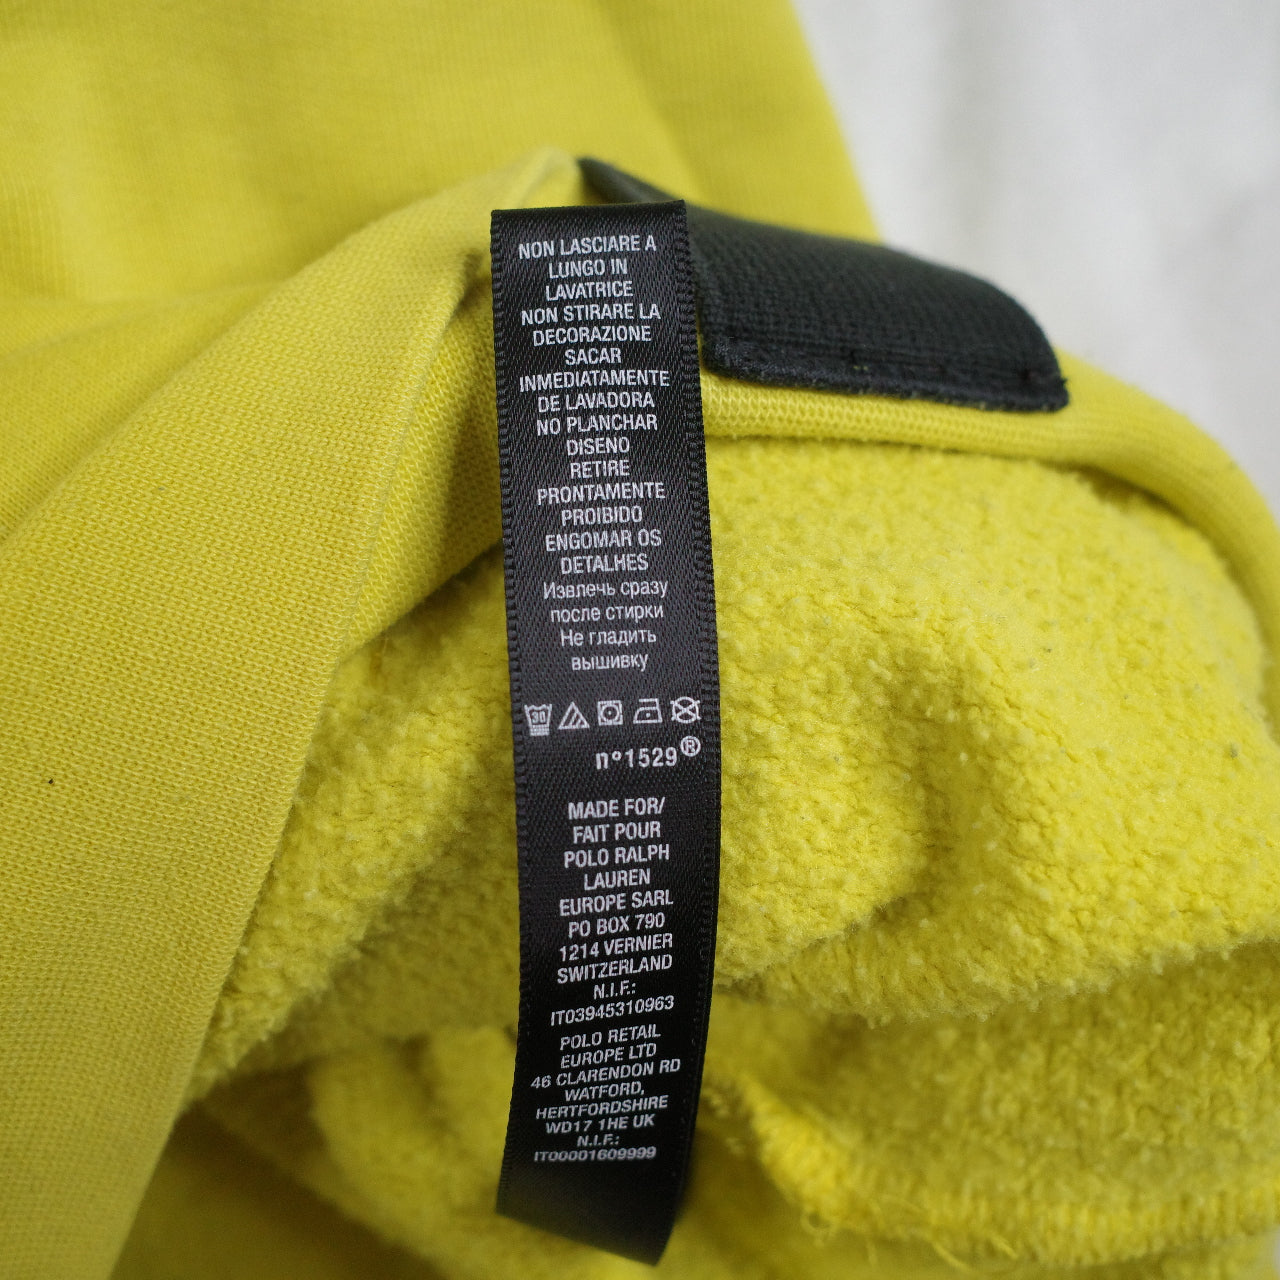 NON LASCIARE A
LUNGO IN
LAVATRICE
NON STIRARE LA
DECORAZIONE
SACAR
INMEDIATAMENTE
DE LAVADORA
NO PLANCHAR
DISENO
RETIRE
PRONTAMENTE
PROIBIDO
ENGOMAR OS
DETALHES
Извлечь сразу
после стирки
Не гладить
вышивку
30
n°1529®
MADE FOR/
FAIT POUR
POLO RALPH
LAUREN
EUROPE SARL
PO BOX 790
1214 VERNIER
SWITZERLAND
N.I.F.:
IT03945310963
POLO RETAIL
EUROPE LTD
46 CLARENDON RD
WATFORD,
HERTFORDSHIRE
WD17 1HE UK
N.I.F.:
IT00001609999